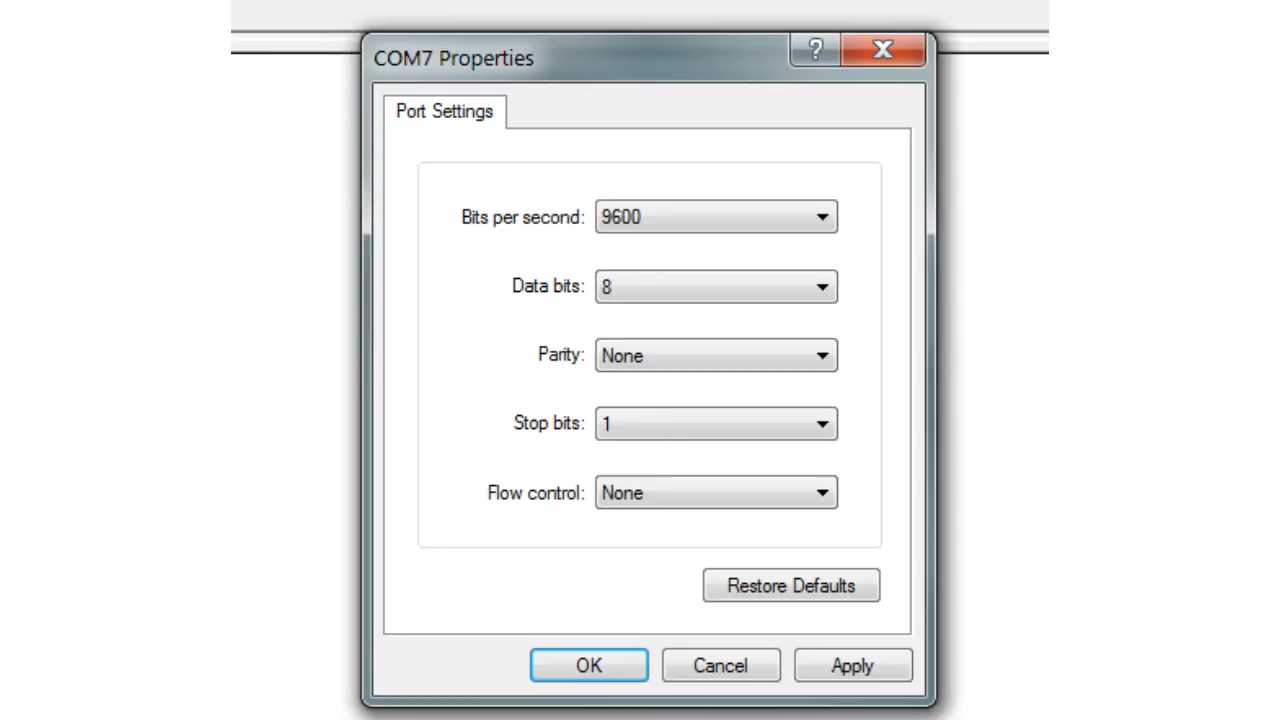 COM7 Properties
?
Port Settings
Bits per second: 9600
Data bits: 8
Parity: None
Stop bits: 1
Flow control: None
Restore Defaults
OK Cancel Apply